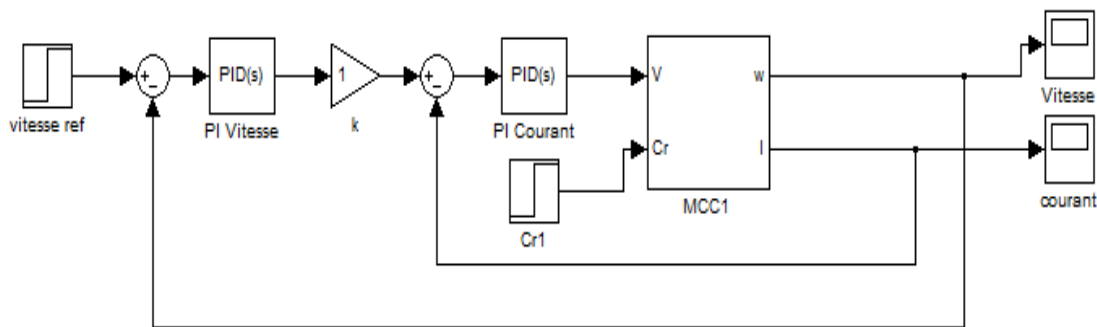 vitesse ref
+
−
PID(s)
PI Vitesse
1
k
+
−
PID(s)
PI Courant
Cr1
V
Cr
w
I
MCC1
Vitesse
courant